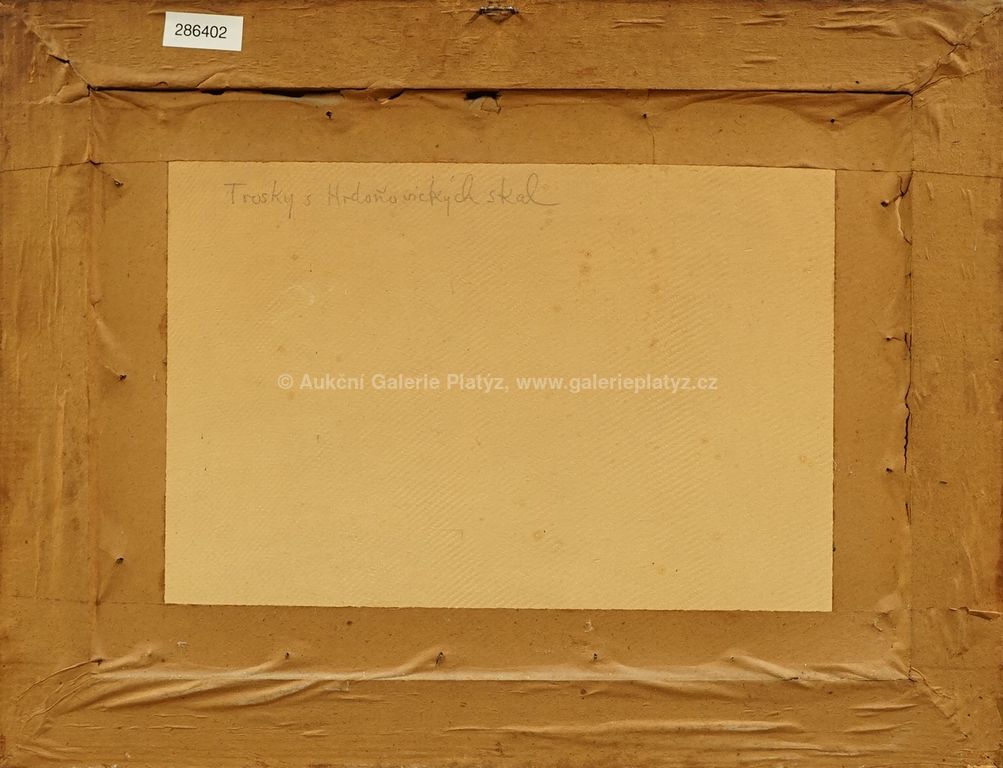 286402
Trosky s Hrdoňovických skal
© Aukční Galerie Platýz, www.galerieplatyz.cz